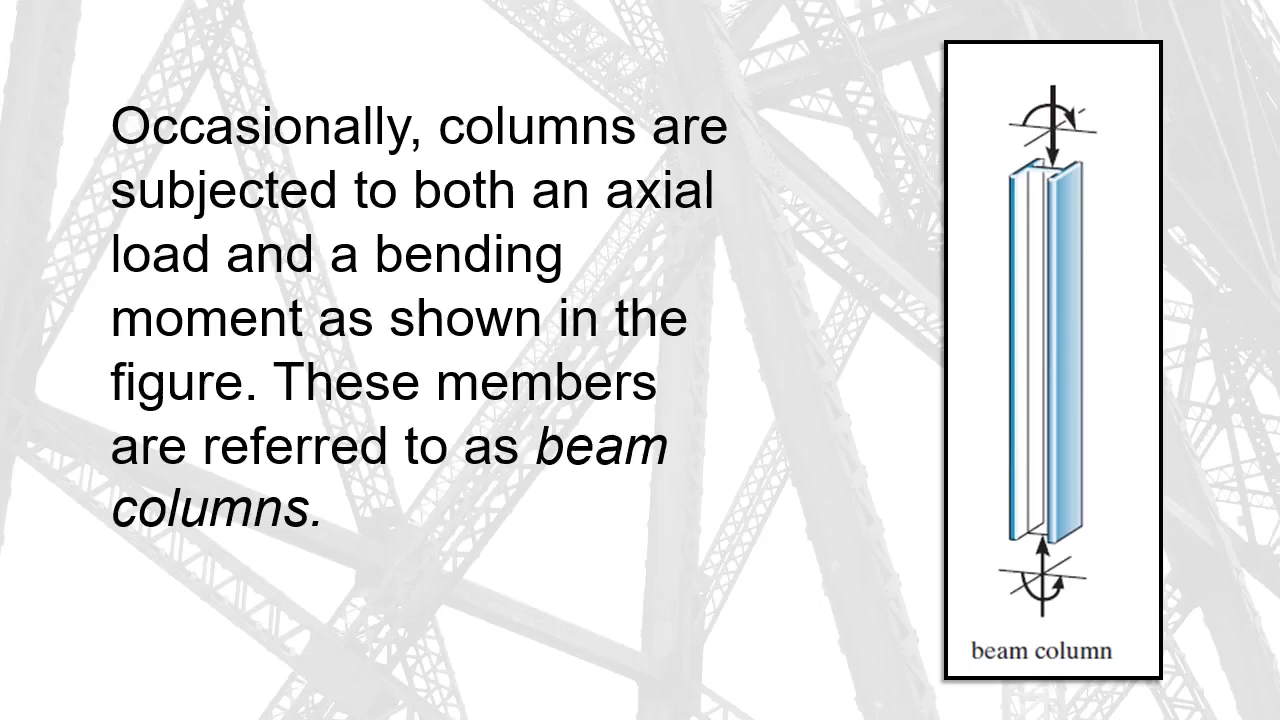 Occasionally, columns are
subjected to both an axial
load and a bending
moment as shown in the
figure. These members
are referred to as beam
columns.
beam column